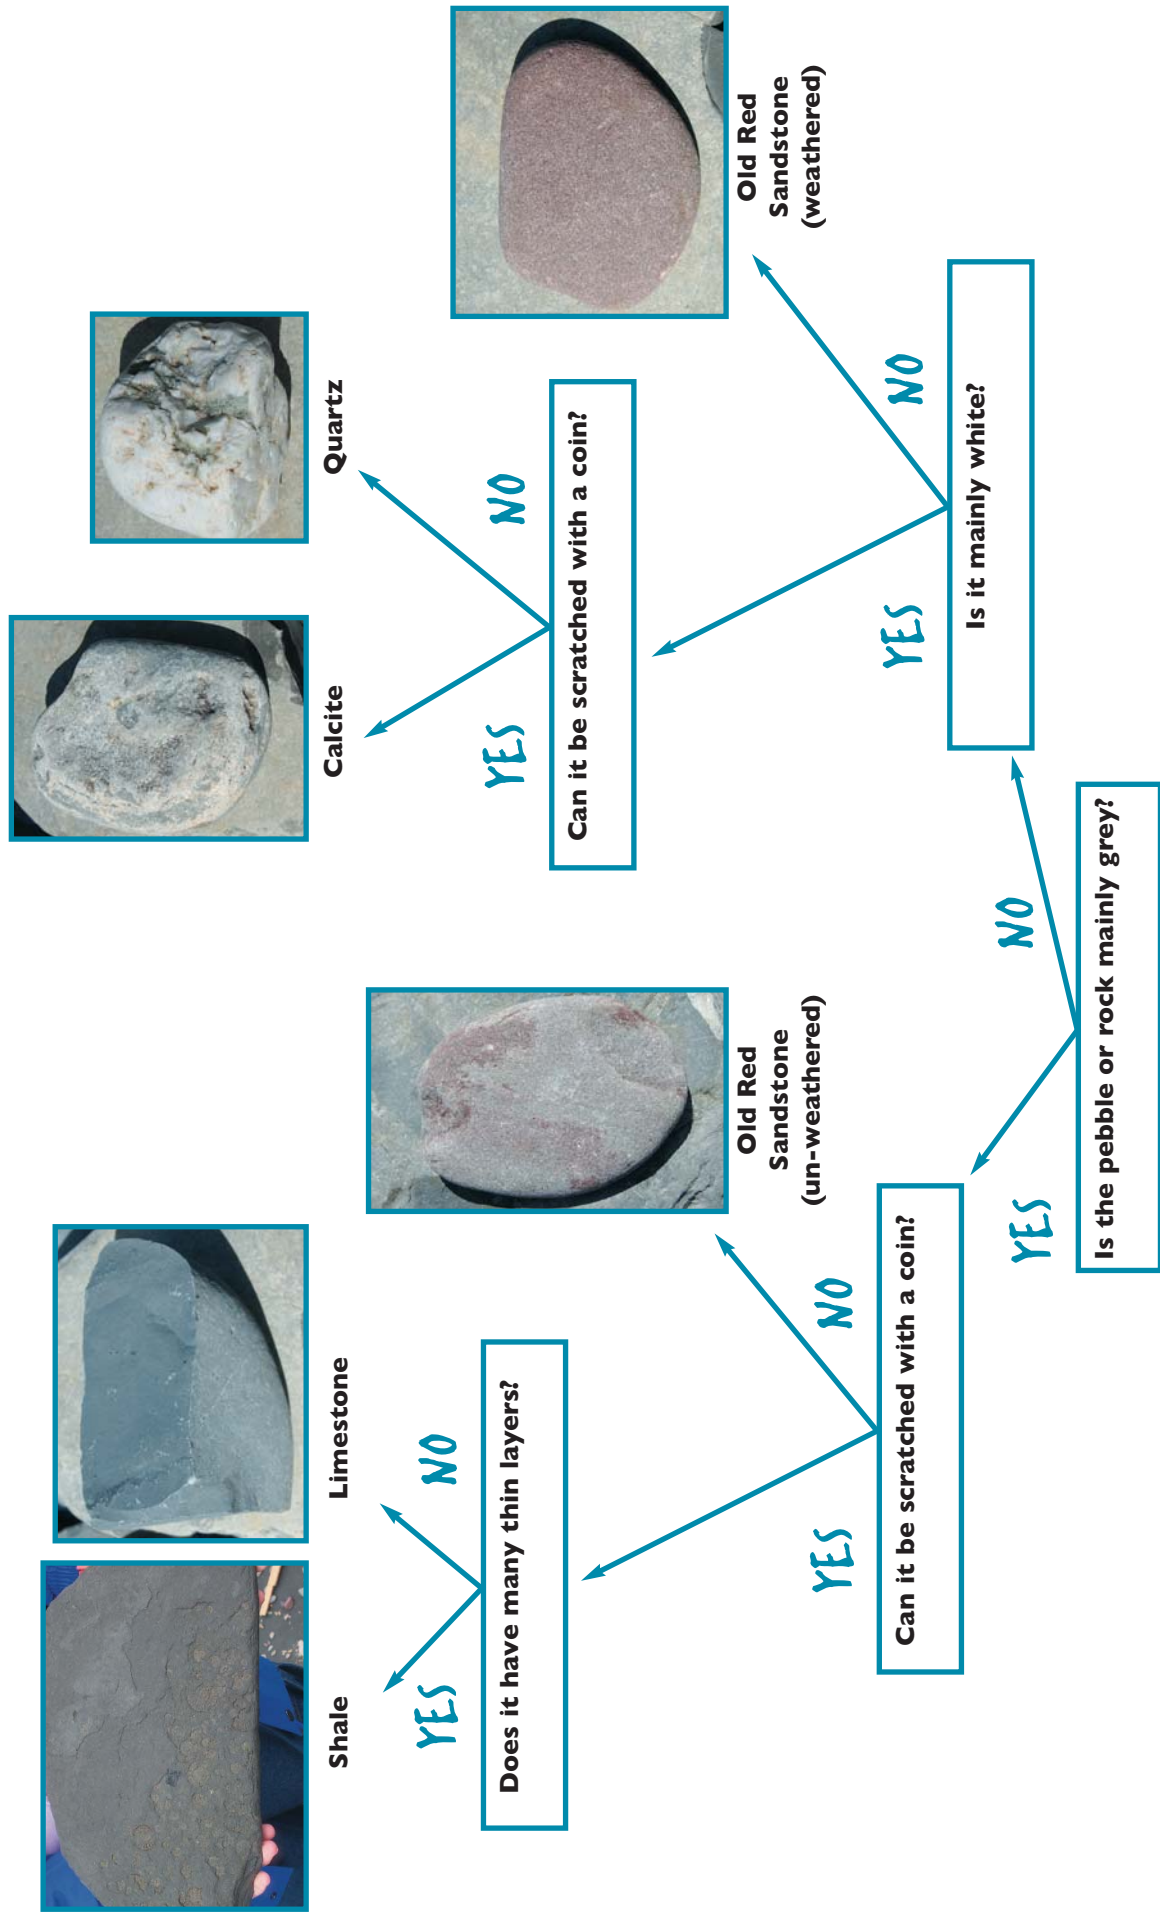 Shale
Limestone
Calcite
Quartz
YES
NO
Does it have many thin layers?
Old Red
Sandstone
(un-weathered)
YES
NO
Can it be scratched with a coin?
Old Red
Sandstone
(weathered)
YES
NO
Can it be scratched with a coin?
YES
NO
Is it mainly white?
YES
NO
Is the pebble or rock mainly grey?